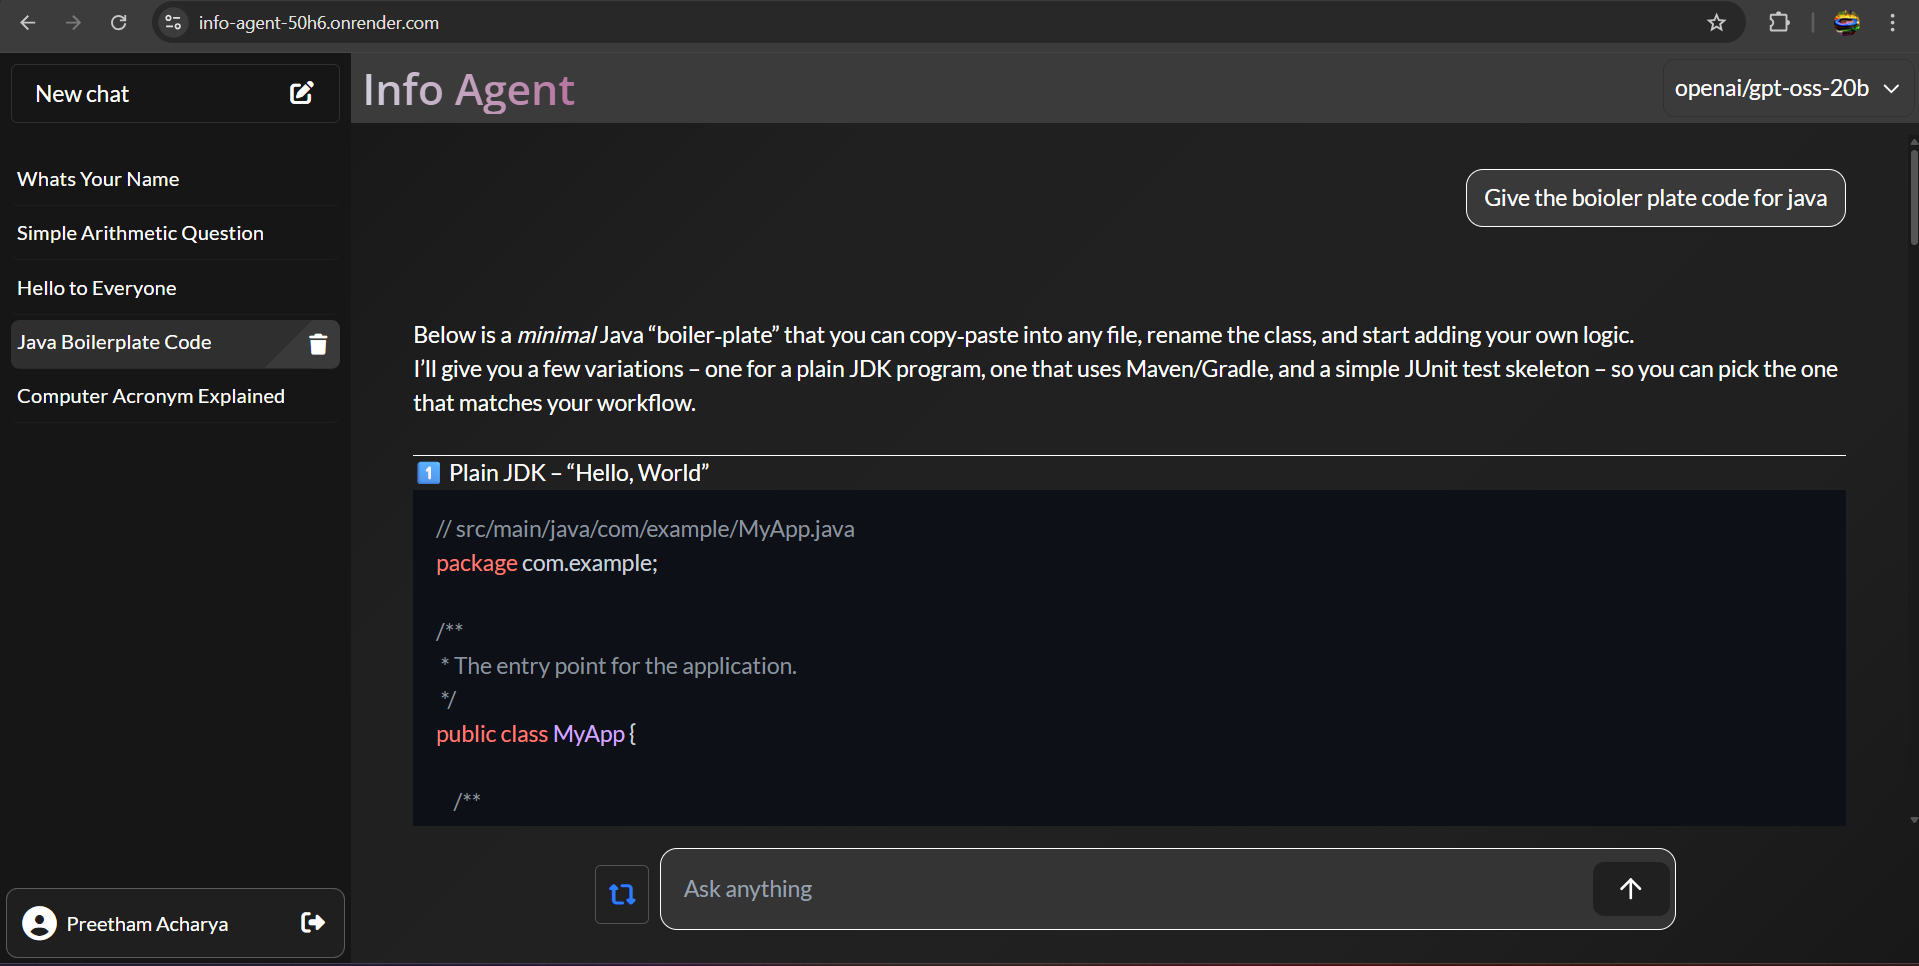 info-agent-50h6.onrender.com
New chat
Whats Your Name
Simple Arithmetic Question
Hello to Everyone
Java Boilerplate Code
Computer Acronym Explained
Preetham Acharya
Info Agent
openai/gpt-oss-20b
Give the boioler plate code for java
Below is a minimal Java “boiler-plate” that you can copy-paste into any file, rename the class, and start adding your own logic.
I’ll give you a few variations – one for a plain JDK program, one that uses Maven/Gradle, and a simple JUnit test skeleton – so you can pick the one
that matches your workflow.
1️⃣ Plain JDK – “Hello, World”
// src/main/java/com/example/MyApp.java
package com.example;
/**
* The entry point for the application.
*/
public class MyApp {
/**
Ask anything